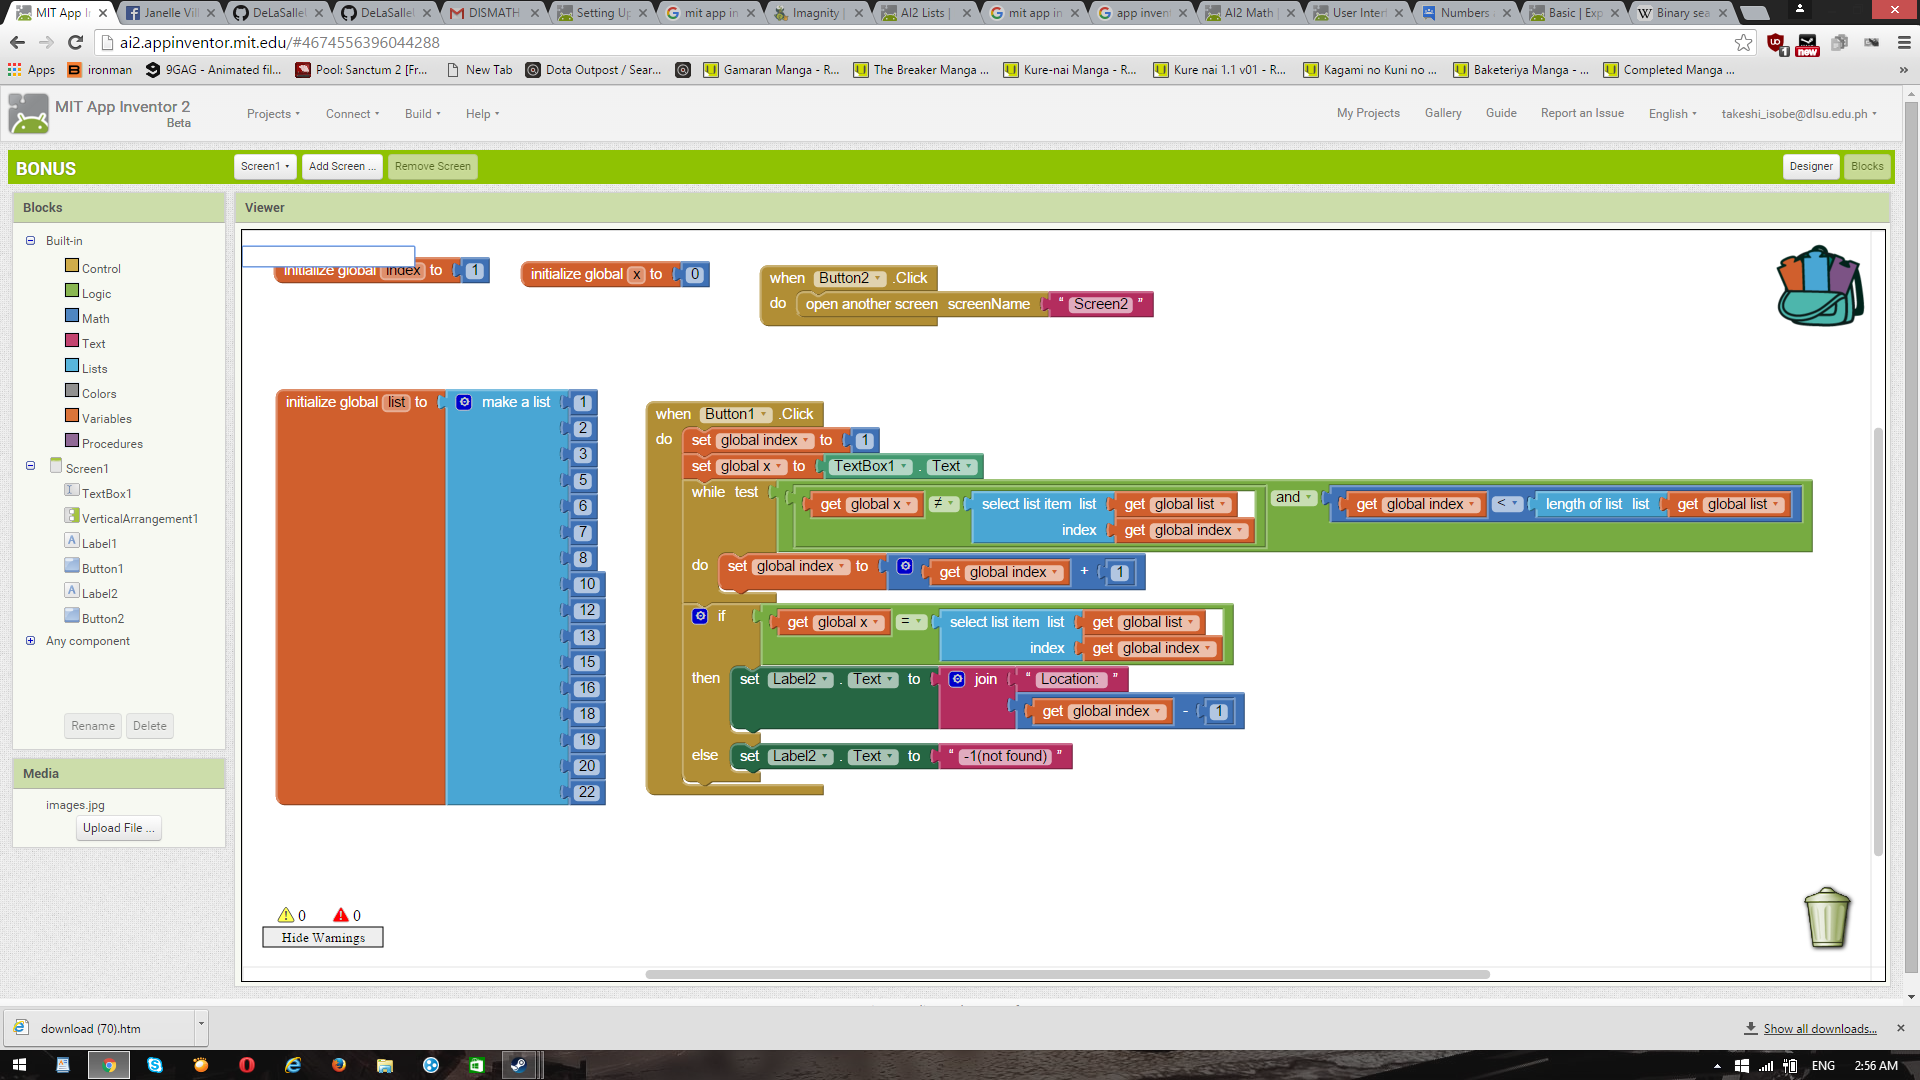 MIT App In
Janelle Vill
DeLaSallel
DeLaSallel
DISMATH
Setting Up
mit app in
Imagnity |
AI2 Lists |
mit app in
app invent
AI2 Math |
User Interf
Numbers
Basic | Exp
Binary sea
ai2.appinventor.mit.edu/#4674556396044288
1
new
Apps
ironman
9GAG - Animated fil...
Pool: Sanctum 2 [Fr...
New Tab
Dota Outpost / Sear...
Gamaran Manga - R...
The Breaker Manga ...
Kure-nai Manga - R...
Kure nai 1.1 v01 - R...
Kagami no Kuni no ...
Baketeriya Manga - ...
Completed Manga ...
»
MIT App Inventor 2
Beta
Projects
Connect
Build
Help
My Projects
Gallery
Guide
Report an Issue
English
takeshi_isobe@dlsu.edu.ph
BONUS
Screen1
Add Screen ...
Remove Screen
Designer
Blocks
Blocks
Built-in
Control
Logic
Math
Text
Lists
Colors
Variables
Procedures
Screen1
TextBox1
VerticalArrangement1
Label1
Button1
Label2
Button2
Any component
Rename
Delete
Media
images.jpg
Upload File ...
Viewer
initialize global index to 1
initialize global x to 0
when Button2 .Click
do open another screen screenName " Screen2 "
initialize global list to make a list 1
2
3
5
6
7
8
10
12
13
15
16
18
19
20
22
when Button1 .Click
do set global index to 1
set global x to TextBox1 . Text
while test get global x ≠ select list item list get global list and get global index < length of list list get global list
index get global index
do set global index to get global index + 1
if get global x = select list item list get global list
index get global index
then set Label2 . Text to join " Location: "
get global index - 1
else set Label2 . Text to " -1(not found) "
0
0
Hide Warnings
download (70).htm
Show all downloads...
ENG
2:56 AM